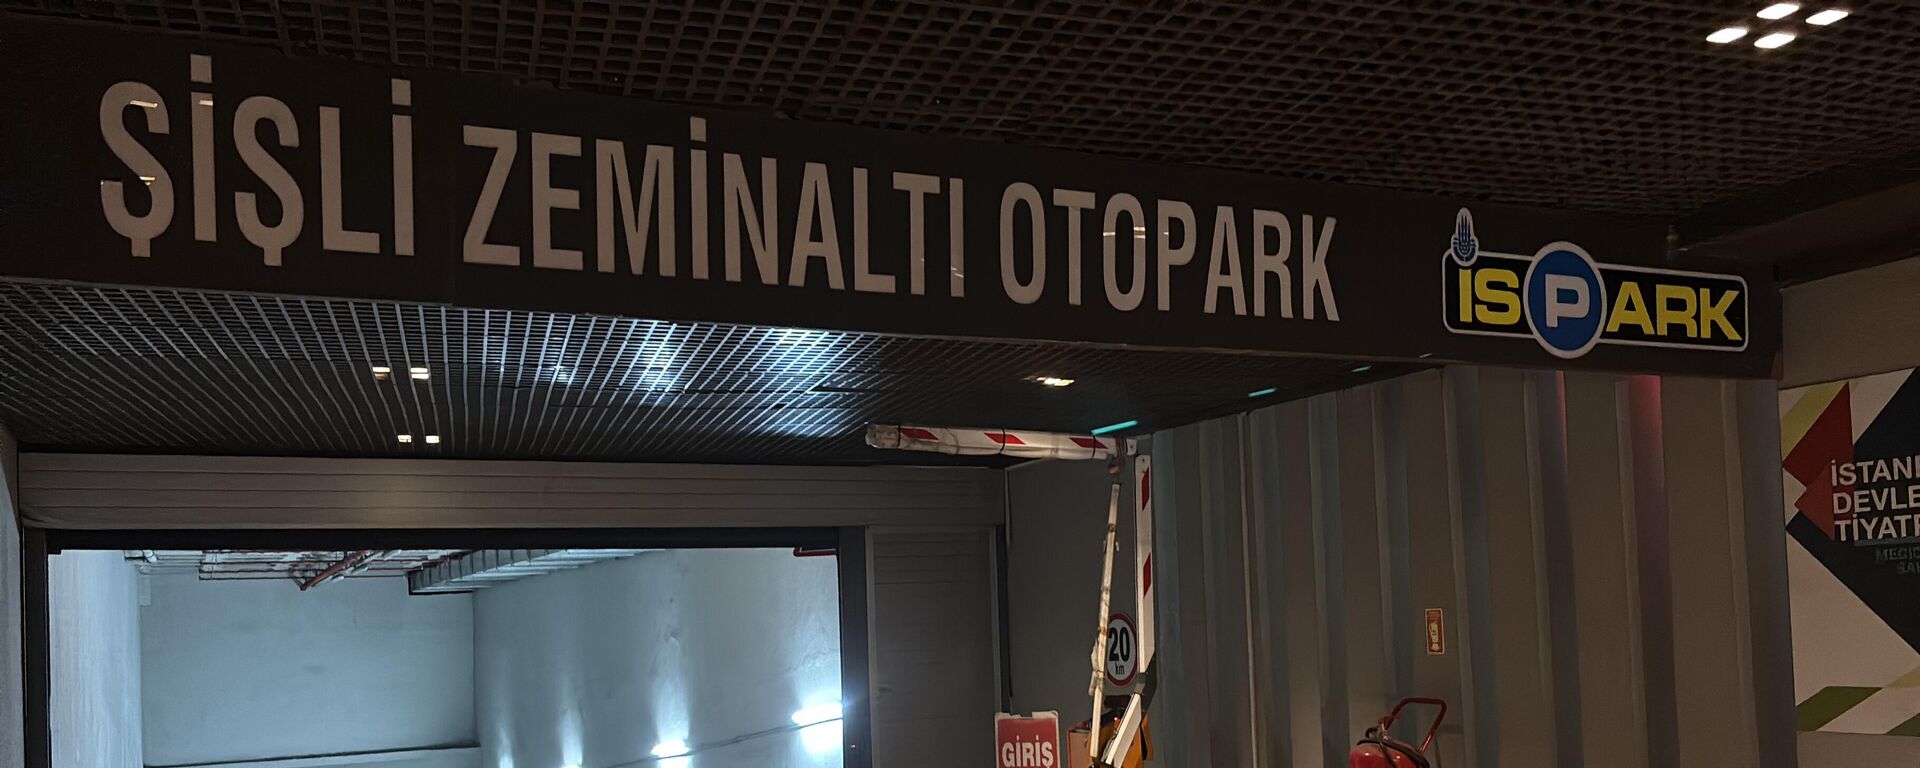 ŞİŞLİ ZEMİNALTI OTOPARK
İSPARK
İSTAN
DEVLE
TİYATR
20
km
GİRİŞ